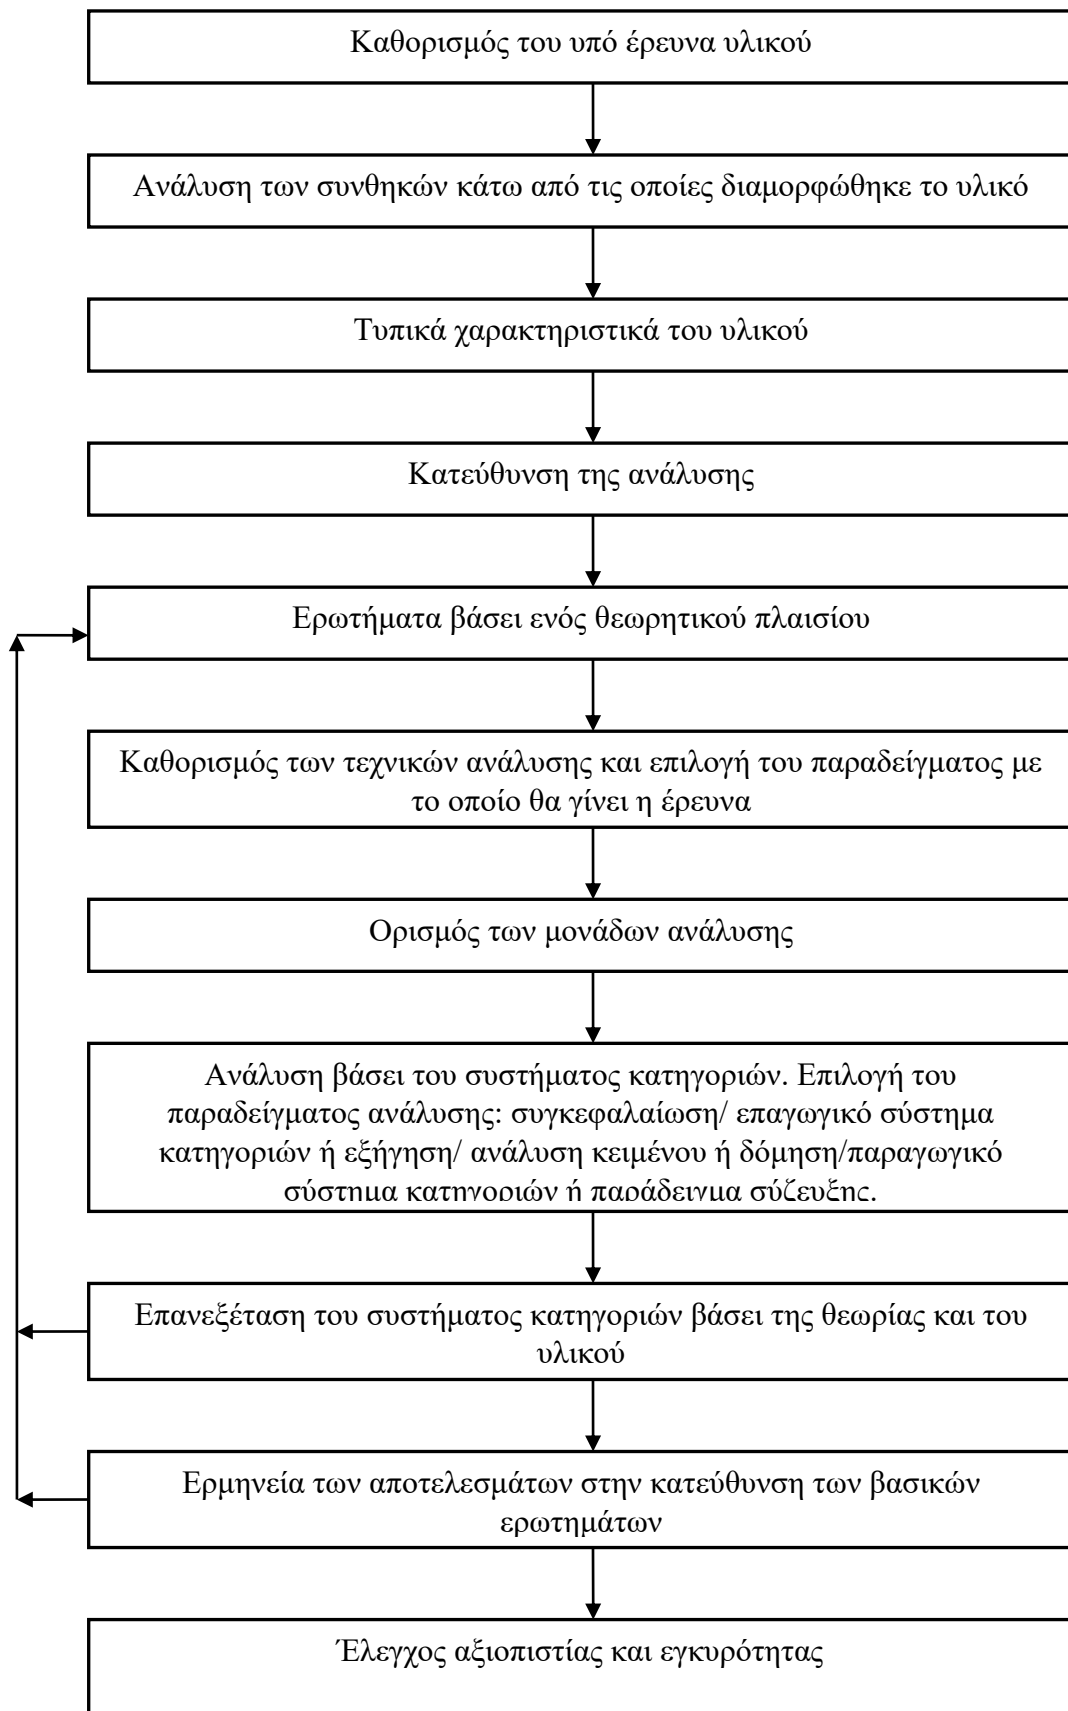 Καθορισμός του υπό έρευνα υλικού
Ανάλυση των συνθηκών κάτω από τις οποίες διαμορφώθηκε το υλικό
Τυπικά χαρακτηριστικά του υλικού
Κατεύθυνση της ανάλυσης
Ερωτήματα βάσει ενός θεωρητικού πλαισίου
Καθορισμός των τεχνικών ανάλυσης και επιλογή του παραδείγματος με
το οποίο θα γίνει η έρευνα
Ορισμός των μονάδων ανάλυσης
Ανάλυση βάσει του συστήματος κατηγοριών. Επιλογή του
παραδείγματος ανάλυσης: συγκεφαλαίωση/ επαγωγικό σύστημα
κατηγοριών ή εξήγηση/ ανάλυση κειμένου ή δόμηση/παραγωγικό
σύστημα κατηγοριών ή παράδειγμα σύζευξης.
Επανεξέταση του συστήματος κατηγοριών βάσει της θεωρίας και του
υλικού
Ερμηνεία των αποτελεσμάτων στην κατεύθυνση των βασικών
ερωτημάτων
Έλεγχος αξιοπιστίας και εγκυρότητας